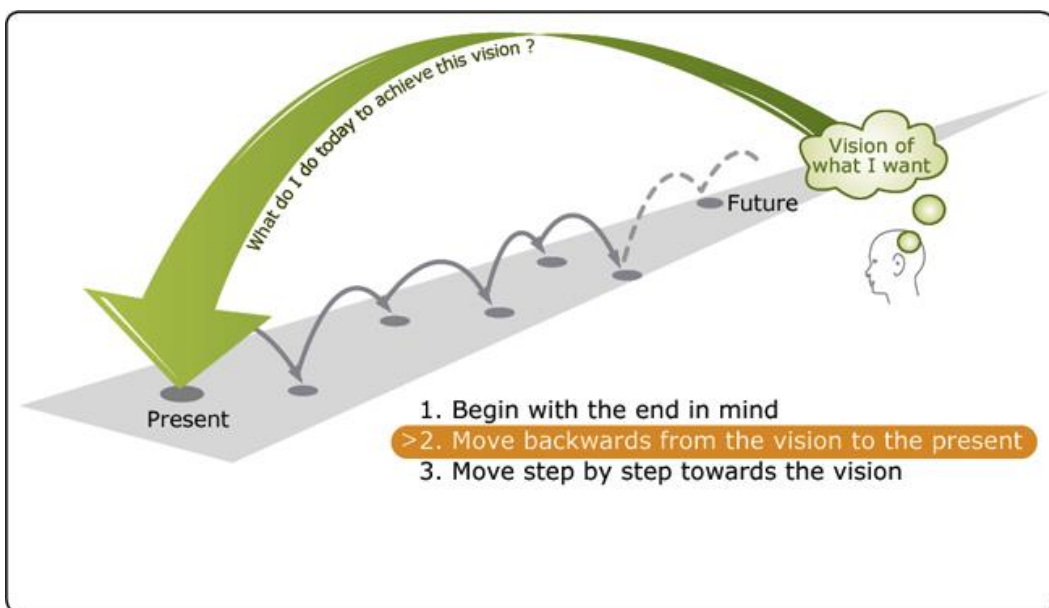 What do I do today to achieve this vision ?
Vision of
what I want
Future
Present
1. Begin with the end in mind
>2. Move backwards from the vision to the present
3. Move step by step towards the vision